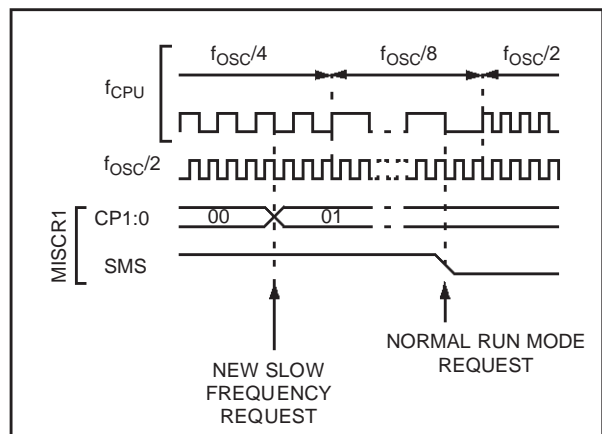 fOSC/4 fOSC/8 fOSC/2
fCPU
fOSC/2
MISCR1
CP1:0 00 01
SMS
NEW SLOW
FREQUENCY
REQUEST
NORMAL RUN MODE
REQUEST